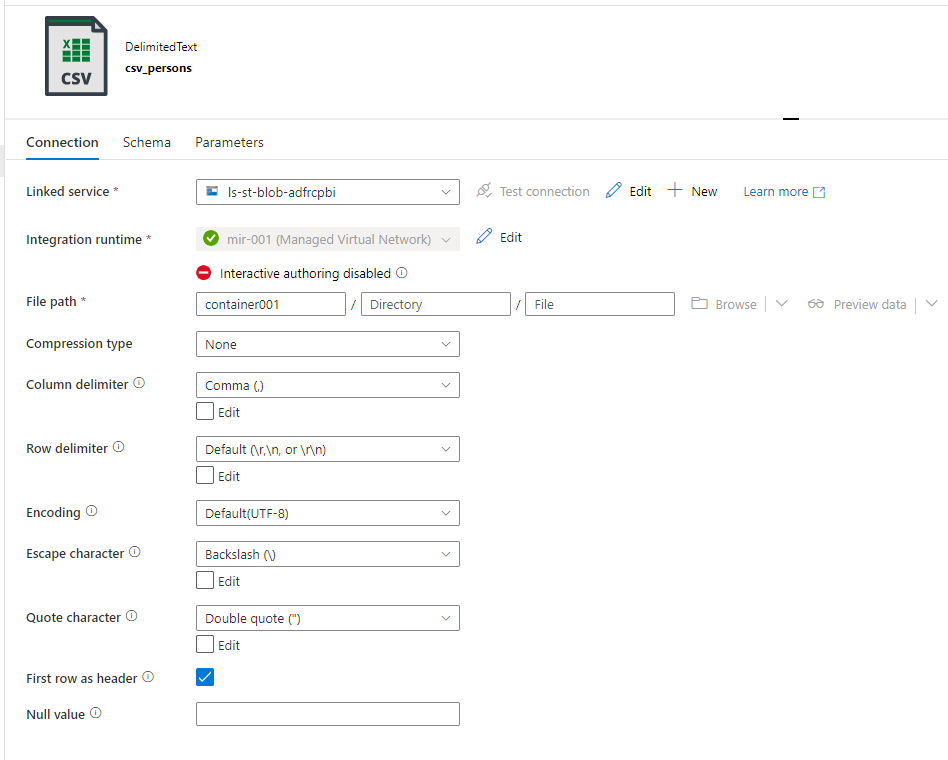 X
CSV
DelimitedText
csv_persons
Connection Schema Parameters
Linked service * ls-st-blob-adfrcpbi Test connection Edit New Learn more
Integration runtime * mir-001 (Managed Virtual Network) Edit
Interactive authoring disabled
File path * container001 / Directory / File Browse Preview data
Compression type None
Column delimiter Comma (,)
Edit
Row delimiter Default (\r,\n, or \r\n)
Edit
Encoding Default(UTF-8)
Escape character Backslash (\)
Edit
Quote character Double quote (")
Edit
First row as header
Null value